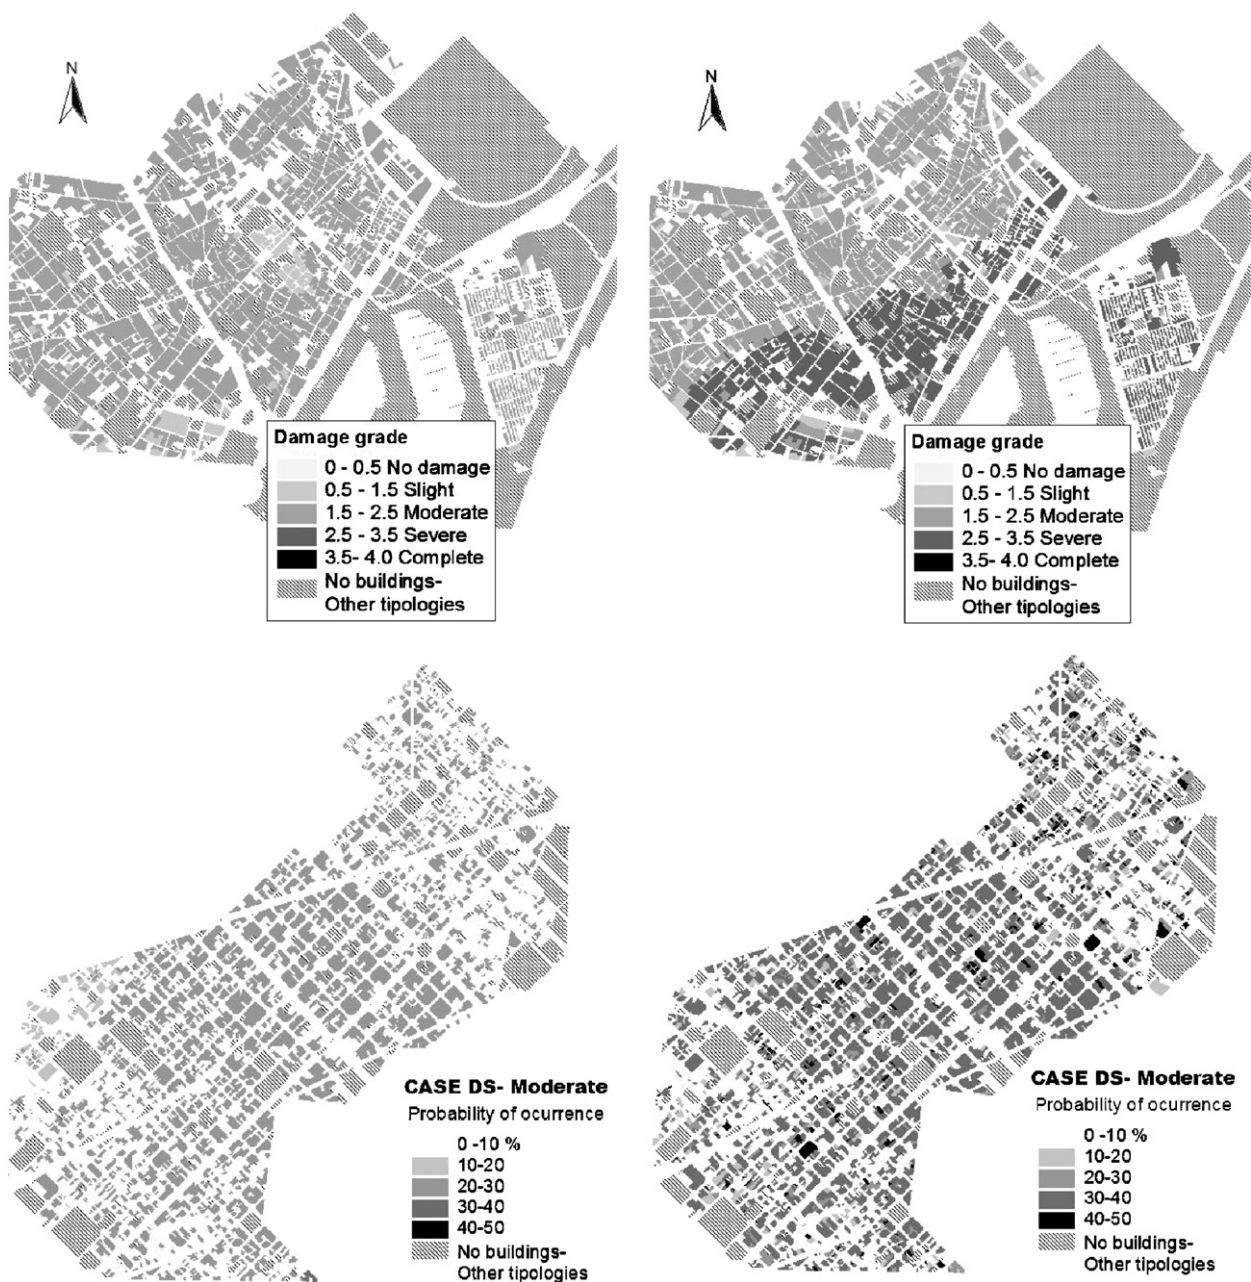 N
N
Damage grade
0 - 0.5 No damage
0.5 - 1.5 Slight
1.5 - 2.5 Moderate
2.5 - 3.5 Severe
3.5- 4.0 Complete
No buildings-
Other tipologies
Damage grade
0 - 0.5 No damage
0.5 - 1.5 Slight
1.5 - 2.5 Moderate
2.5 - 3.5 Severe
3.5- 4.0 Complete
No buildings-
Other tipologies
CASE DS- Moderate
Probability of ocurrence
0 -10 %
10-20
20-30
30-40
40-50
No buildings-
Other tipologies
CASE DS- Moderate
Probability of ocurrence
0 -10 %
10-20
20-30
30-40
40-50
No buildings-
Other tipologies